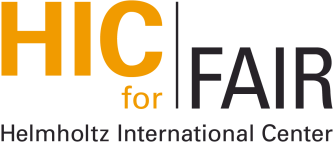 HIC
for FAIR
Helmholtz International Center